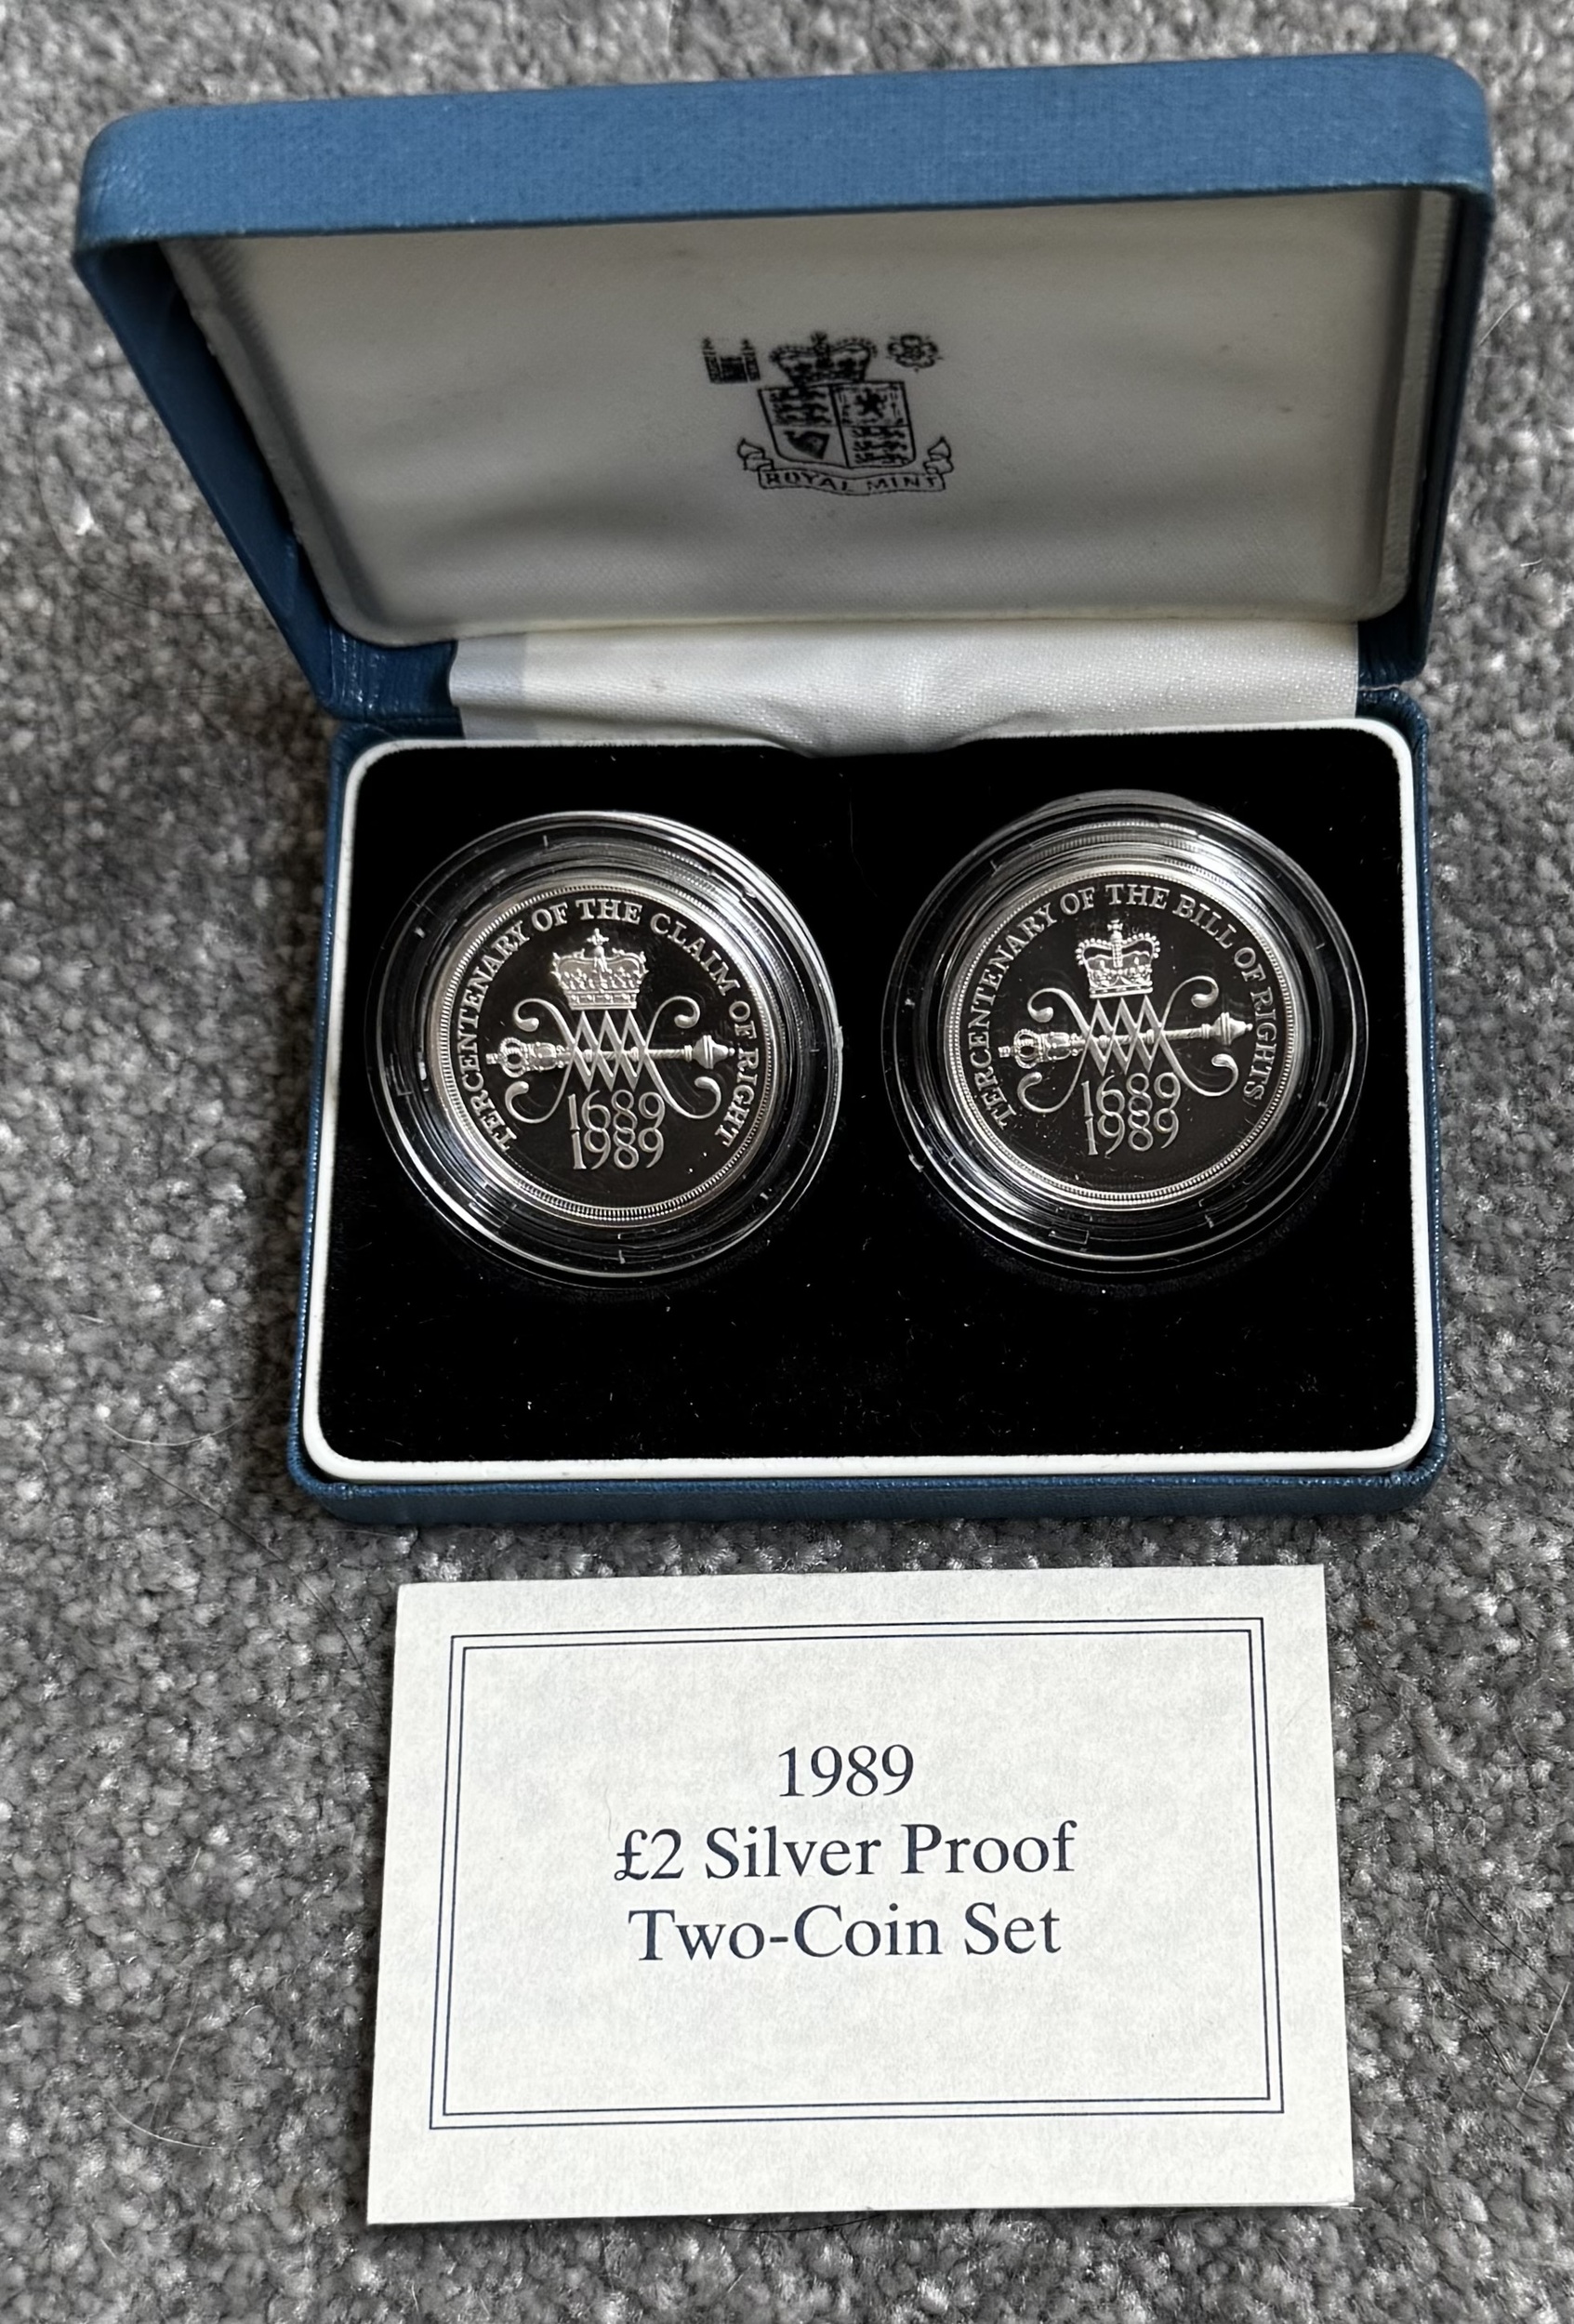 ROYAL MINT
TERCENTENARY OF THE CLAIM OF RIGHT
1689
1989
TERCENTENARY OF THE BILL OF RIGHTS
1689
1989
1989
£2 Silver Proof
Two-Coin Set